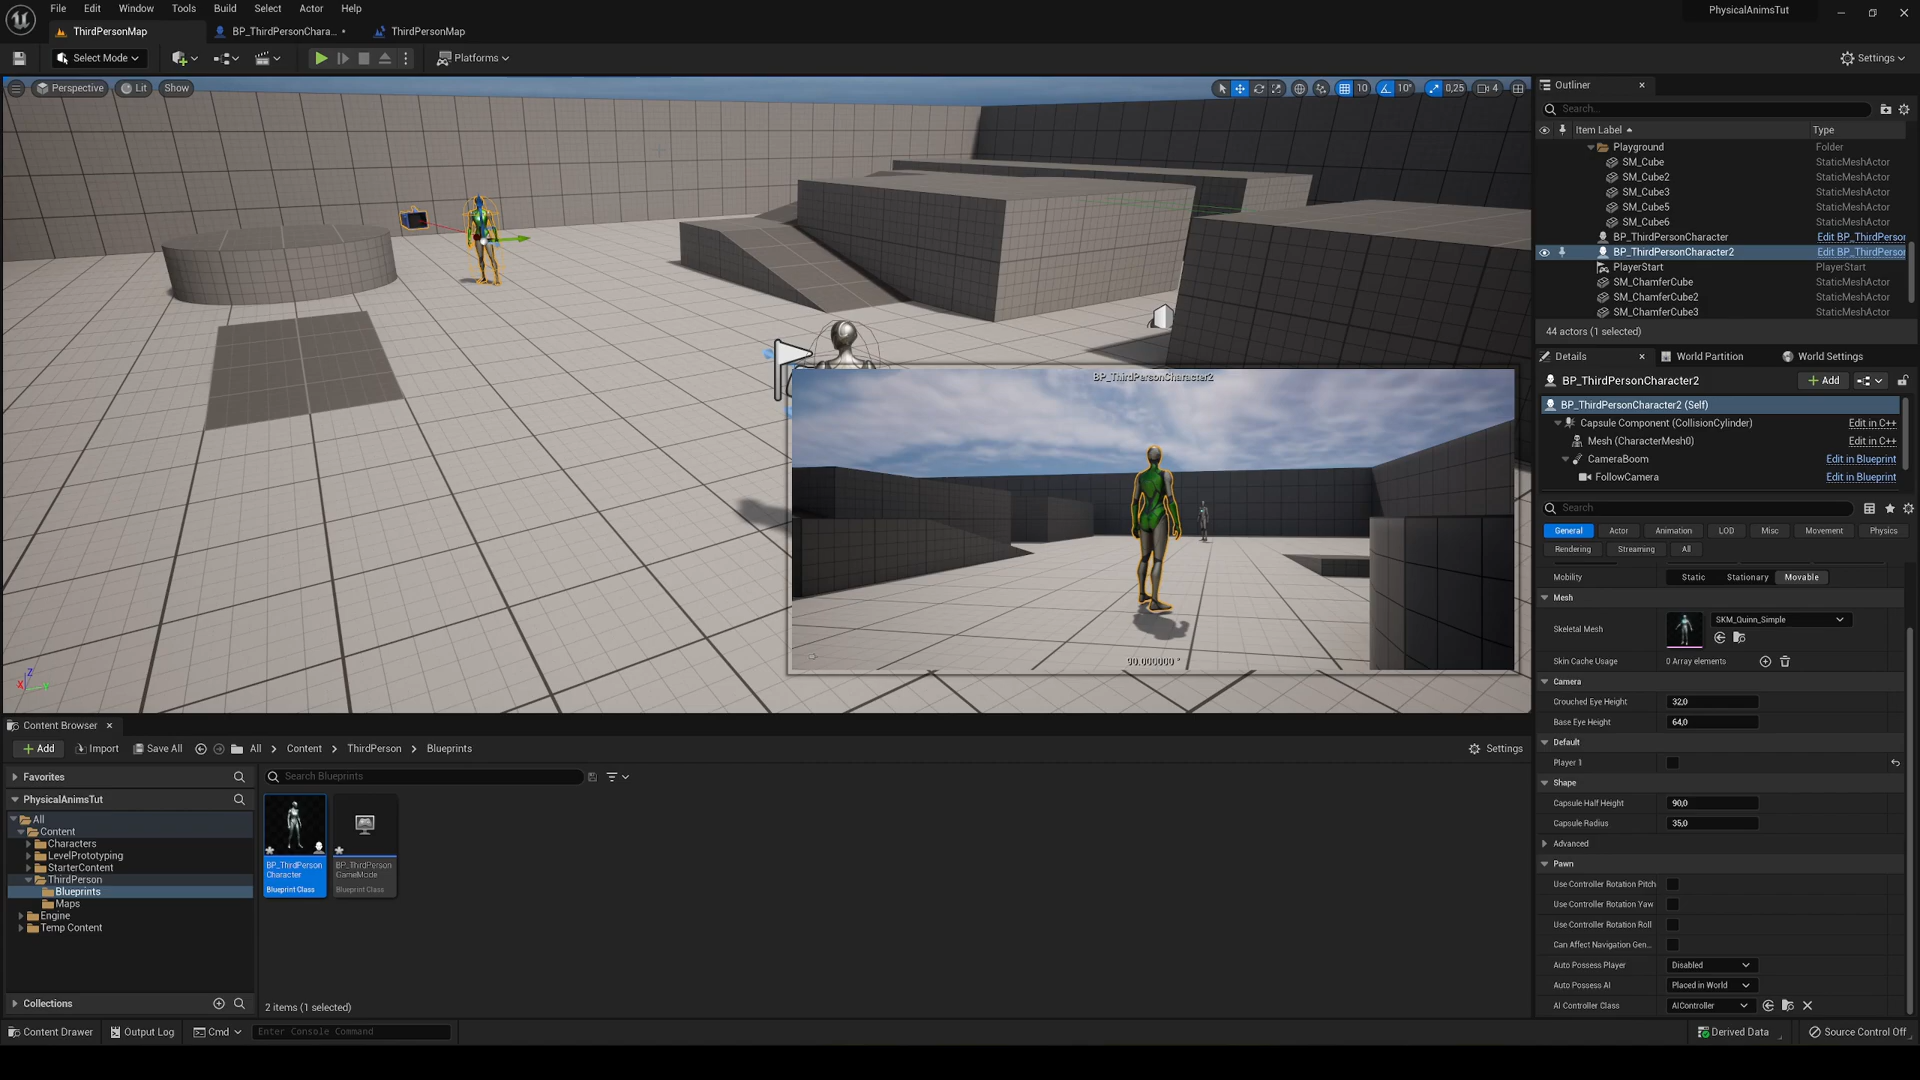 File Edit Window Tools Build Select Actor Help
PhysicalAnimsTut
ThirdPersonMap
BP_ThirdPersonChara... •
ThirdPersonMap
Select Mode
Platforms
Settings
Perspective
Lit
Show
10
10°
0,25
4
Outliner
Search...
Item Label
Type
Playground Folder
SM_Cube StaticMeshActor
SM_Cube2 StaticMeshActor
SM_Cube3 StaticMeshActor
SM_Cube5 StaticMeshActor
SM_Cube6 StaticMeshActor
BP_ThirdPersonCharacter Edit BP_ThirdPerson
BP_ThirdPersonCharacter2 Edit BP_ThirdPerson
PlayerStart PlayerStart
SM_ChamferCube StaticMeshActor
SM_ChamferCube2 StaticMeshActor
SM_ChamferCube3 StaticMeshActor
44 actors (1 selected)
Details
World Partition
World Settings
BP_ThirdPersonCharacter2
Add
BP_ThirdPersonCharacter2 (Self)
Capsule Component (CollisionCylinder) Edit in C++
Mesh (CharacterMesh0) Edit in C++
CameraBoom Edit in Blueprint
FollowCamera Edit in Blueprint
Search
General Actor Animation LOD Misc Movement Physics
Rendering Streaming All
Mobility Static Stationary Movable
Mesh
Skeletal Mesh SKM_Quinn_Simple
Skin Cache Usage 0 Array elements
Camera
Crouched Eye Height 32,0
Base Eye Height 64,0
Default
Player 1
Shape
Capsule Half Height 90,0
Capsule Radius 35,0
Advanced
Pawn
Use Controller Rotation Pitch
Use Controller Rotation Yaw
Use Controller Rotation Roll
Can Affect Navigation Gen...
Auto Possess Player Disabled
Auto Possess AI Placed in World
AI Controller Class AIController
BP_ThirdPersonCharacter2
90.000000 °
Z
X
Y
Content Browser
Add
Import
Save All
All > Content > ThirdPerson > Blueprints
Settings
Favorites
PhysicalAnimsTut
All
Content
Characters
LevelPrototyping
StarterContent
ThirdPerson
Blueprints
Maps
Engine
Temp Content
Collections
Search Blueprints
BP_ThirdPerson
Character
Blueprint Class
BP_ThirdPerson
GameMode
Blueprint Class
2 items (1 selected)
Content Drawer
Output Log
Cmd
Enter Console Command
Derived Data
Source Control Off